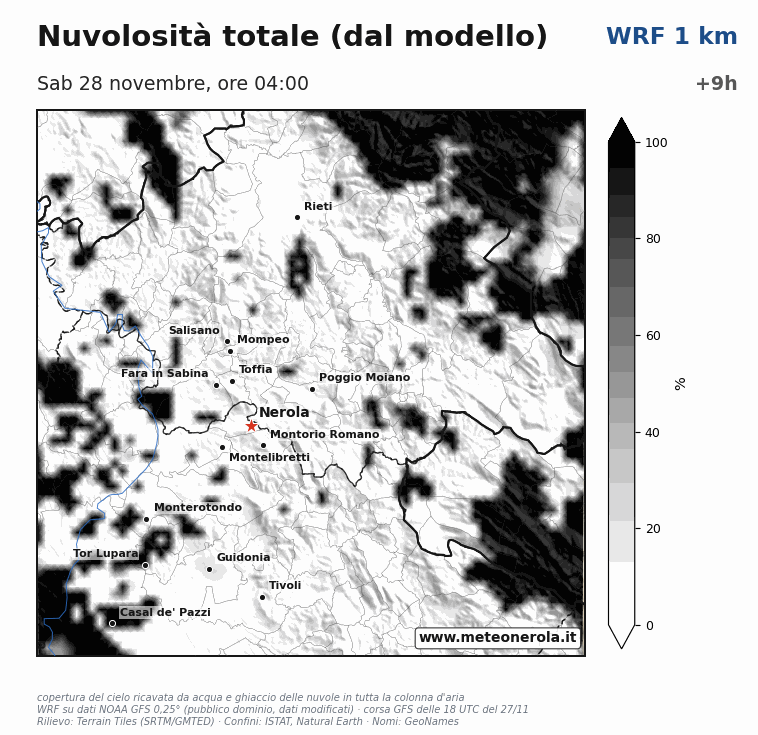 Nuvolosità totale (dal modello)
WRF 1 km
Sab 28 novembre, ore 04:00
+9h
100
80
60
40
20
0
%
Rieti
Salisano
Mompeo
Fara in Sabina
Toffia
Poggio Moiano
Nerola
Montorio Romano
Montelibretti
Monterotondo
Tor Lupara
Guidonia
Tivoli
Casal de' Pazzi
www.meteonerola.it
copertura del cielo ricavata da acqua e ghiaccio delle nuvole in tutta la colonna d'aria
WRF su dati NOAA GFS 0,25° (pubblico dominio, dati modificati) · corsa GFS delle 18 UTC del 27/11
Rilievo: Terrain Tiles (SRTM/GMTED) · Confini: ISTAT, Natural Earth · Nomi: GeoNames